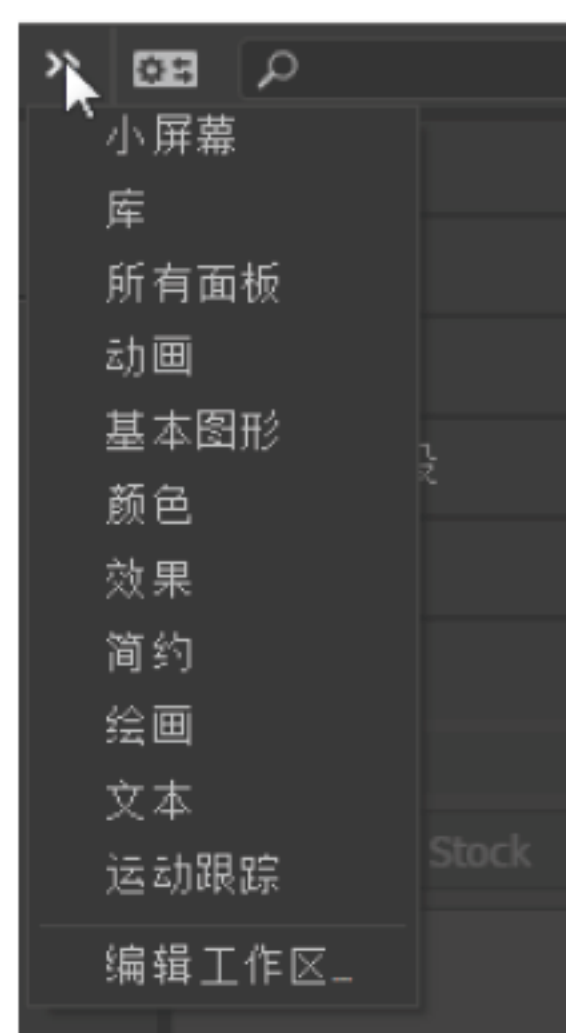 小屏幕
库
所有面板
动画
基本图形
颜色
效果
简约
绘画
文本
Stock
运动跟踪
编辑工作区...